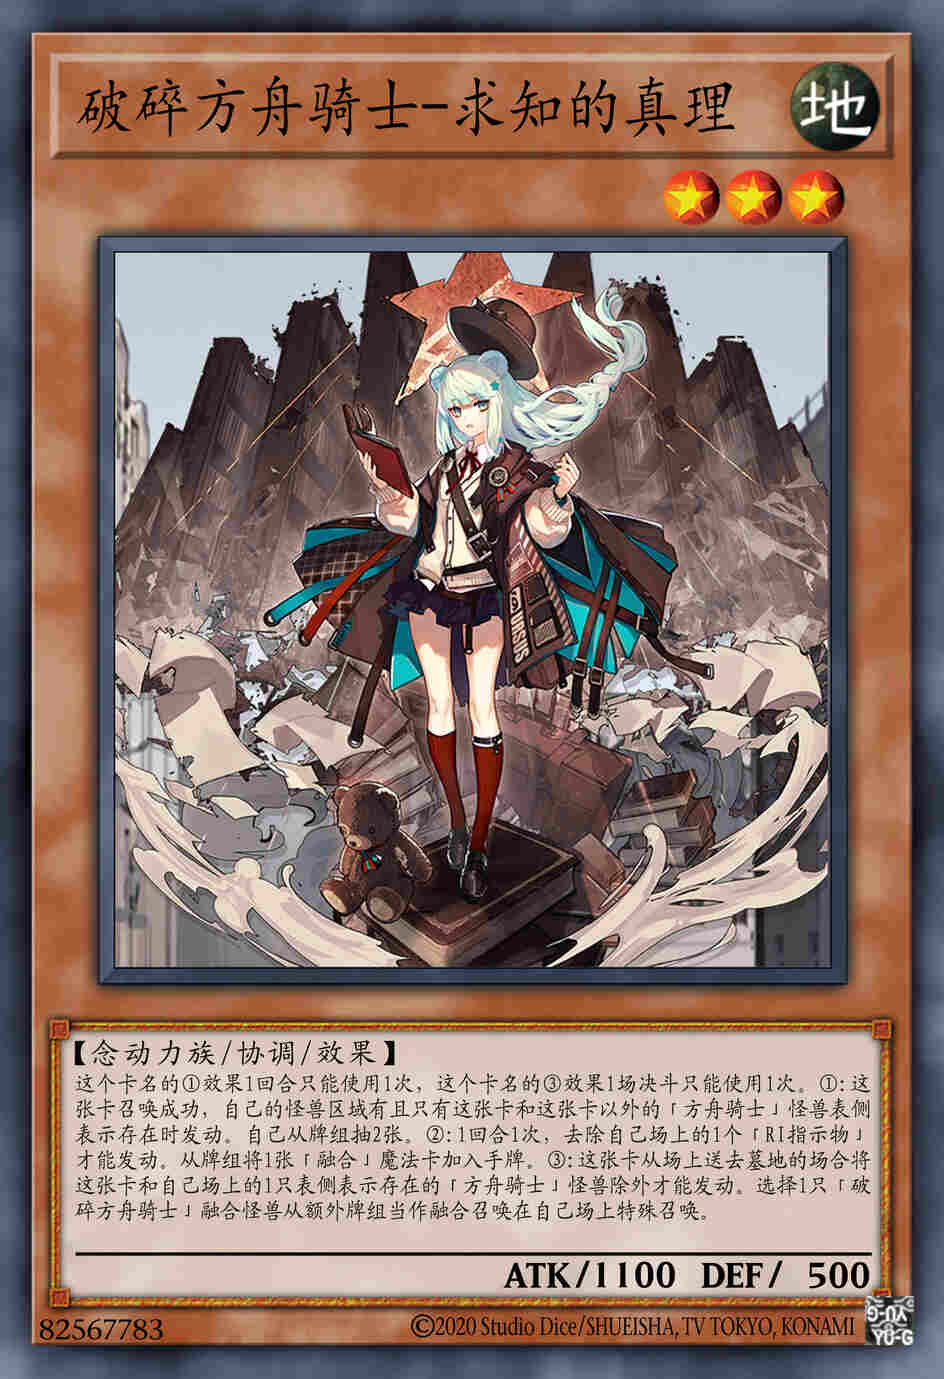 破碎方舟骑士-求知的真理
地
URSUS
【念动力族/协调/效果】
这个卡名的①效果1回合只能使用1次，这个卡名的③效果1场决斗只能使用1次。①:这
张卡召唤成功，自己的怪兽区域有且只有这张卡和这张卡以外的「方舟骑士」怪兽表侧
表示存在时发动。自己从牌组抽2张。②:1回合1次，去除自己场上的1个「RI指示物」
才能发动。从牌组将1张「融合」魔法卡加入手牌。③:这张卡从场上送去墓地的场合将
这张卡和自己场上的1只表侧表示存在的「方舟骑士」怪兽除外才能发动。选择1只「破
碎方舟骑士」融合怪兽从额外牌组当作融合召唤在自己场上特殊召唤。
ATK/1100 DEF/ 500
82567783
©2020 Studio Dice/SHUEISHA, TV TOKYO, KONAMI